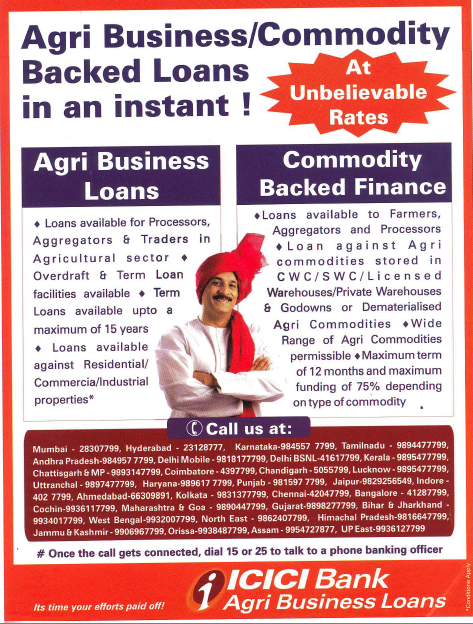 Agri Business/Commodity
Backed Loans
in an instant !
At
Unbelievable
Rates
Agri Business
Loans
♦ Loans available for Processors,
Aggregators & Traders in
Agricultural sector ♦
Overdraft & Term Loan
facilities available ♦ Term
Loans available upto a
maximum of 15 years
♦ Loans available
against Residential/
Commercia/Industrial
properties*
Commodity
Backed Finance
♦Loans available to Farmers,
Aggregators and Processors
♦Loan against Agri
commodities stored in
CWC/SWC/Licensed
Warehouses/Private Warehouses
& Godowns or Dematerialised
Agri Commodities ♦Wide
Range of Agri Commodities
permissible ♦Maximum term
of 12 months and maximum
funding of 75% depending
on type of commodity
Call us at:
Mumbai - 28307799, Hyderabad - 23128777, Karnataka-984557 7799, Tamilnadu - 9894477799,
Andhra Pradesh-984957 7799, Delhi Mobile - 9818177799, Delhi BSNL-41617799, Kerala - 9895477799,
Chattisgarh & MP - 9893147799, Coimbatore - 4397799, Chandigarh - 5055799, Lucknow - 9895477799,
Uttranchal - 9897477799, Haryana-989617 7799, Punjab - 981597 7799, Jaipur-9829256549, Indore -
402 7799, Ahmedabad-66309891, Kolkata - 9831377799, Chennai-42047799, Bangalore - 41287799,
Cochin-9936117799, Maharashtra & Goa - 9890447799, Gujarat-9898277799, Bihar & Jharkhand -
9934017799, West Bengal-9932007799, North East - 9862407799, Himachal Pradesh-9816647799,
Jammu & Kashmir - 9906967799, Orissa-9938487799, Assam - 9954727877, UP East-9936127799
# Once the call gets connected, dial 15 or 25 to talk to a phone banking officer
Its time your efforts paid off!
ICICI Bank
Agri Business Loans
*Conditions Apply